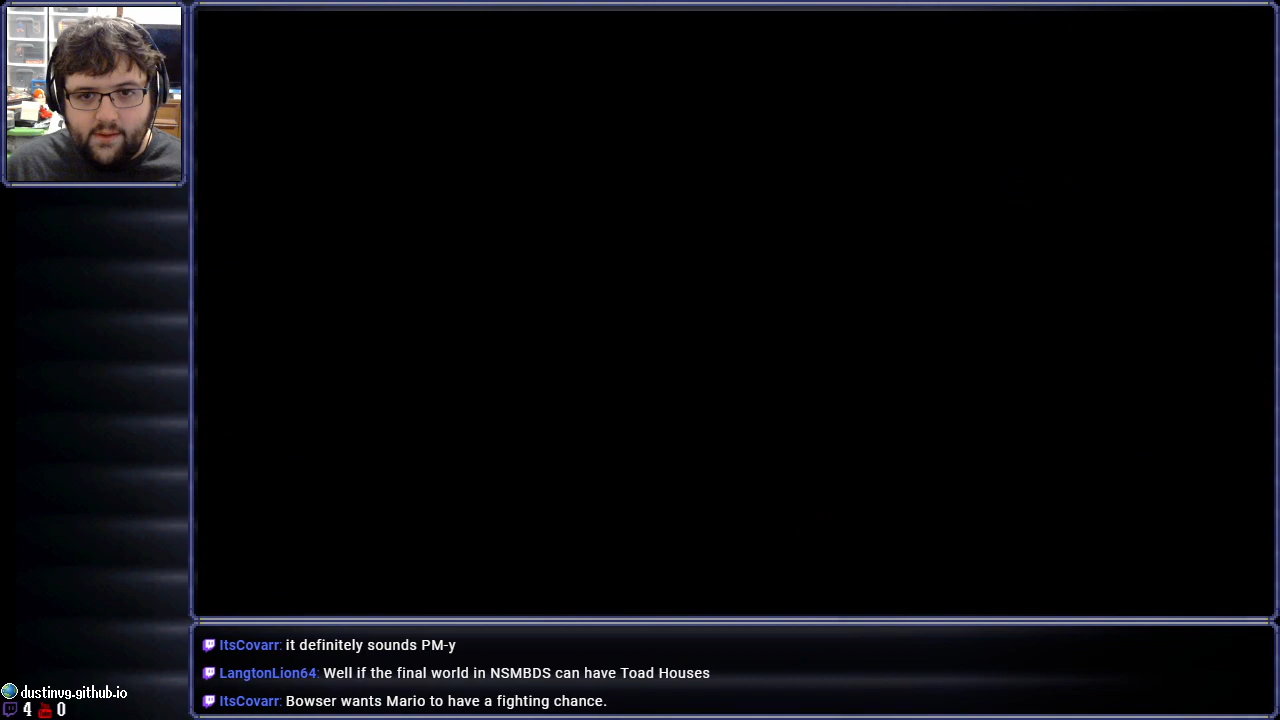 ItsCovarr: it definitely sounds PM-y
LangtonLion64: Well if the final world in NSMBDS can have Toad Houses
ItsCovarr: Bowser wants Mario to have a fighting chance.
dustinvg.github.io
4 0